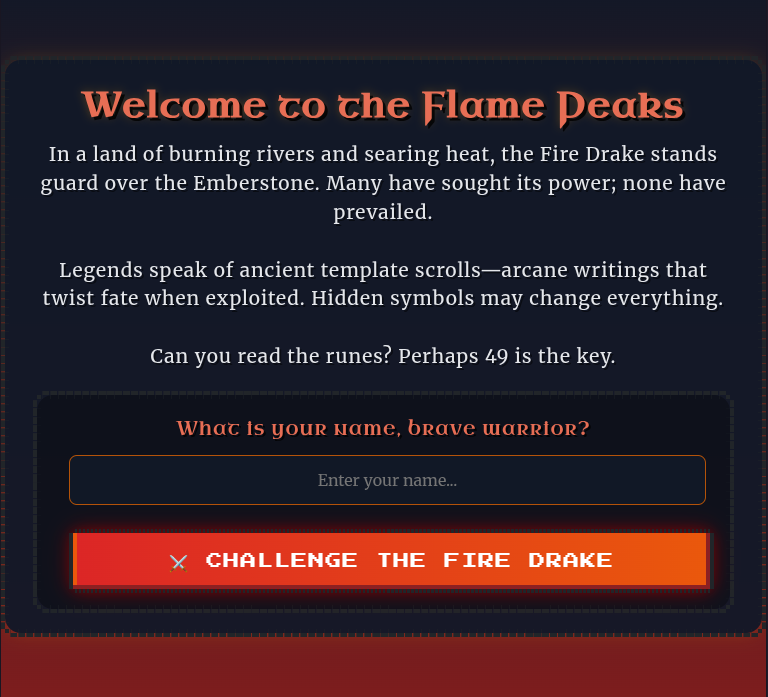 Welcome to the Flame Peaks
In a land of burning rivers and searing heat, the Fire Drake stands
guard over the Emberstone. Many have sought its power; none have
prevailed.
Legends speak of ancient template scrolls—arcane writings that
twist fate when exploited. Hidden symbols may change everything.
Can you read the runes? Perhaps 49 is the key.
What is your name, brave warrior?
Enter your name...
⚔️ CHALLENGE THE FIRE DRAKE